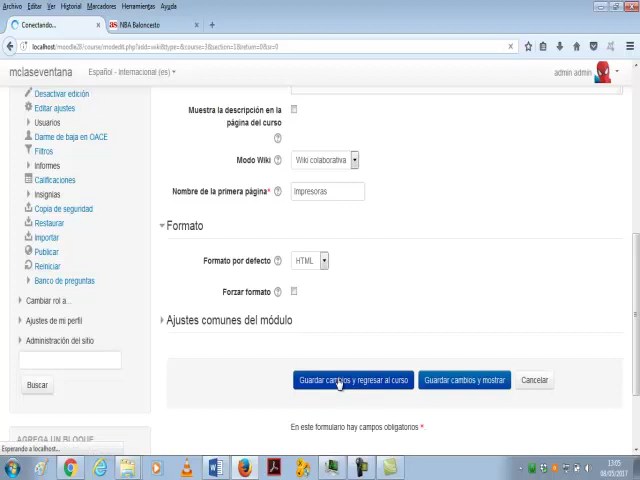 Archivo Editar Ver Historial Marcadores Herramientas Ayuda
Conectando... × as NBA Baloncesto × +
localhost/moodle28/course/modedit.php?add=wiki&type=&course=3&section=1&return=0&sr=0
mclaseventana Español - Internacional (es) admin admin
Desactivar edición
Editar ajustes
Usuarios
Darme de baja en OACE
Filtros
Informes
Calificaciones
Insignias
Copia de seguridad
Restaurar
Importar
Publicar
Reiniciar
Banco de preguntas
Cambiar rol a...
Ajustes de mi perfil
Administración del sitio
Buscar
AGREGA UN BLOQUE
Muestra la descripción en la
página del curso
Modo Wiki Wiki colaborativa
Nombre de la primera página* Impresoras
Formato
Formato por defecto HTML
Forzar formato
Ajustes comunes del módulo
Guardar cambios y regresar al curso Guardar cambios y mostrar Cancelar
En este formulario hay campos obligatorios *
Esperando a localhost...
13:05
08/05/2017